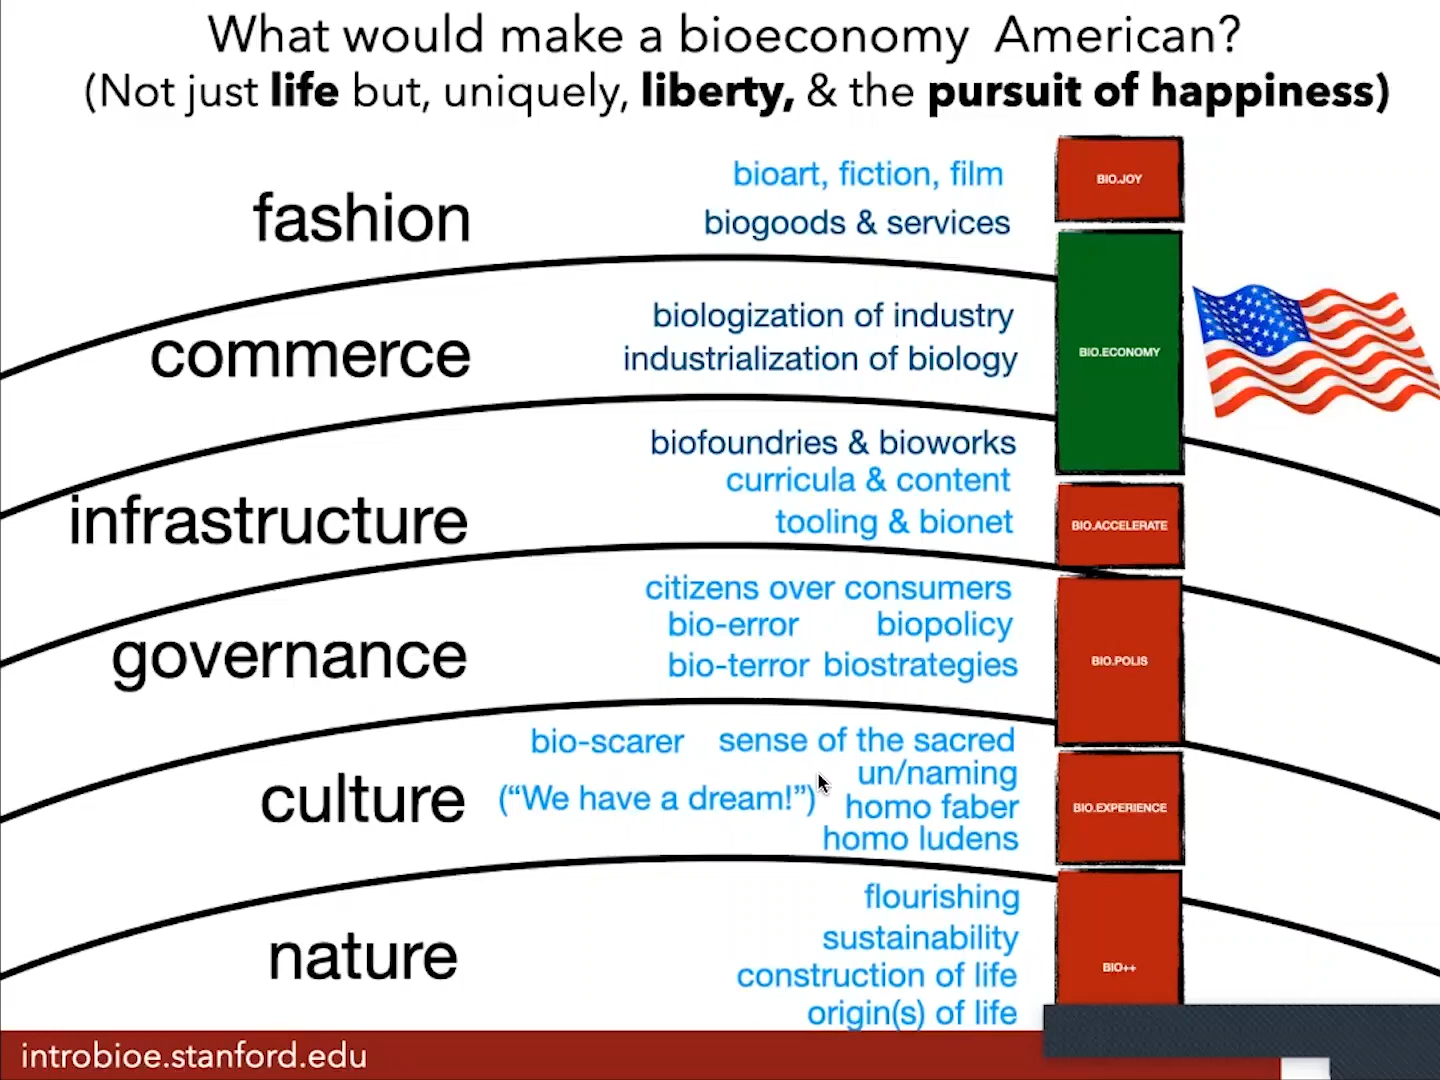 What would make a bioeconomy American?
(Not just life but, uniquely, liberty, & the pursuit of happiness)
bioart, fiction, film
BIO.JOY
fashion
biogoods & services
biologization of industry
commerce
industrialization of biology
BIO.ECONOMY
biofoundries & bioworks
curricula & content
infrastructure
tooling & bionet
BIO.ACCELERATE
citizens over consumers
bio-error biopolicy
governance
bio-terror biostrategies
BIO.POLIS
bio-scarer sense of the sacred
un/naming
culture
("We have a dream!") homo faber
homo ludens
BIO.EXPERIENCE
flourishing
sustainability
nature
construction of life
BIO++
origin(s) of life
introbioe.stanford.edu